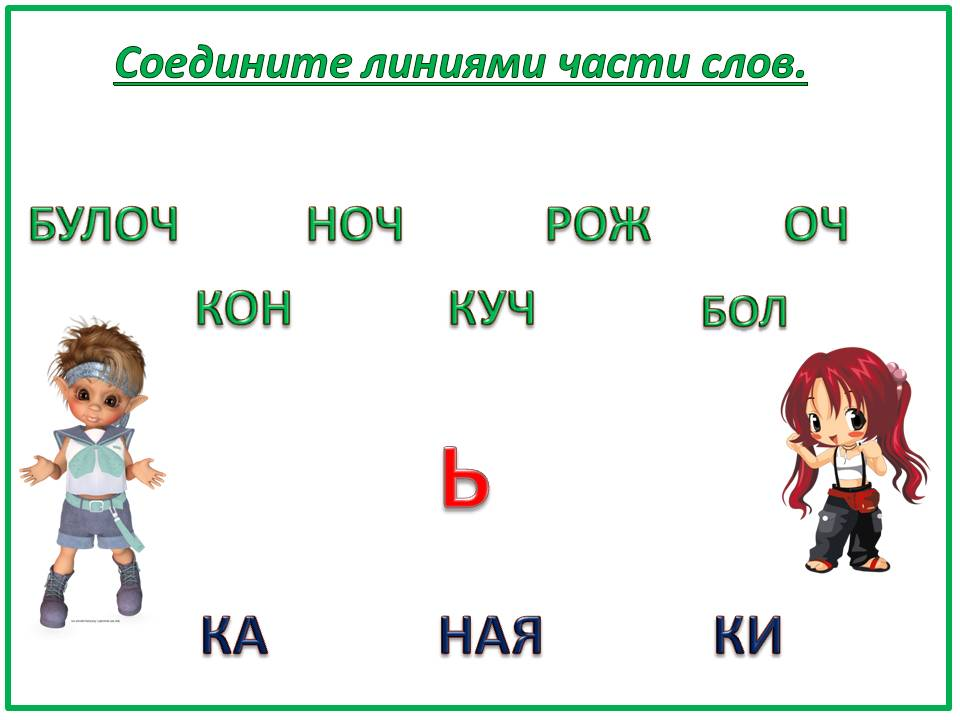 Соедините линиями части слов.
БУЛОЧ НОЧ РОЖ ОЧ
КОН КУЧ БОЛ
Ь
КА НАЯ КИ